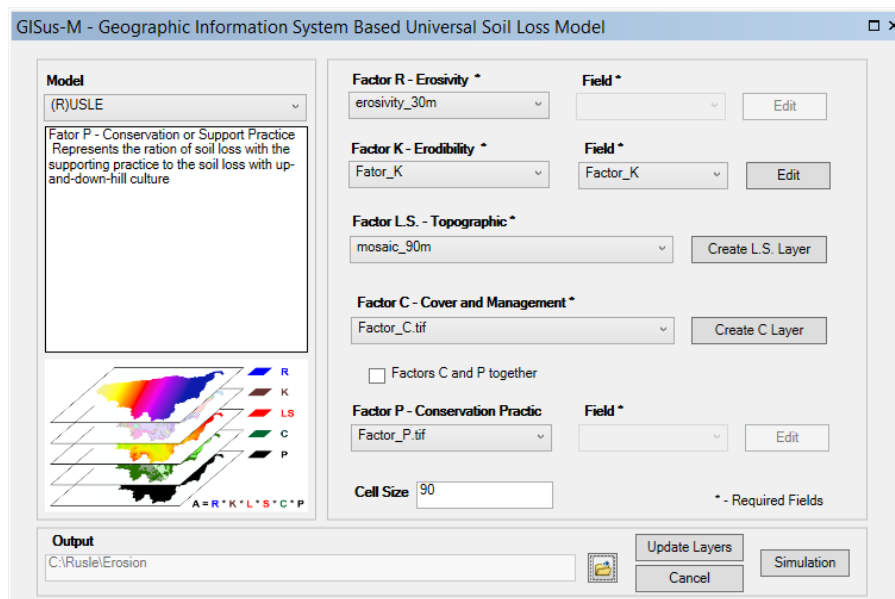 GISus-M - Geographic Information System Based Universal Soil Loss Model
Model
(R)USLE
Fator P - Conservation or Support Practice
Represents the ration of soil loss with the
supporting practice to the soil loss with up-
and-down-hill culture
R
K
LS
C
P
A = R * K * L * S * C * P
Factor R - Erosivity *
Field *
erosivity_30m
Edit
Factor K - Erodibility *
Field *
Fator_K
Factor_K
Edit
Factor L.S. - Topographic *
mosaic_90m
Create L.S. Layer
Factor C - Cover and Management *
Factor_C.tif
Create C Layer
Factors C and P together
Factor P - Conservation Practic
Field *
Factor_P.tif
Edit
Cell Size
90
* - Required Fields
Output
C:\Rusle\Erosion
Update Layers
Cancel
Simulation